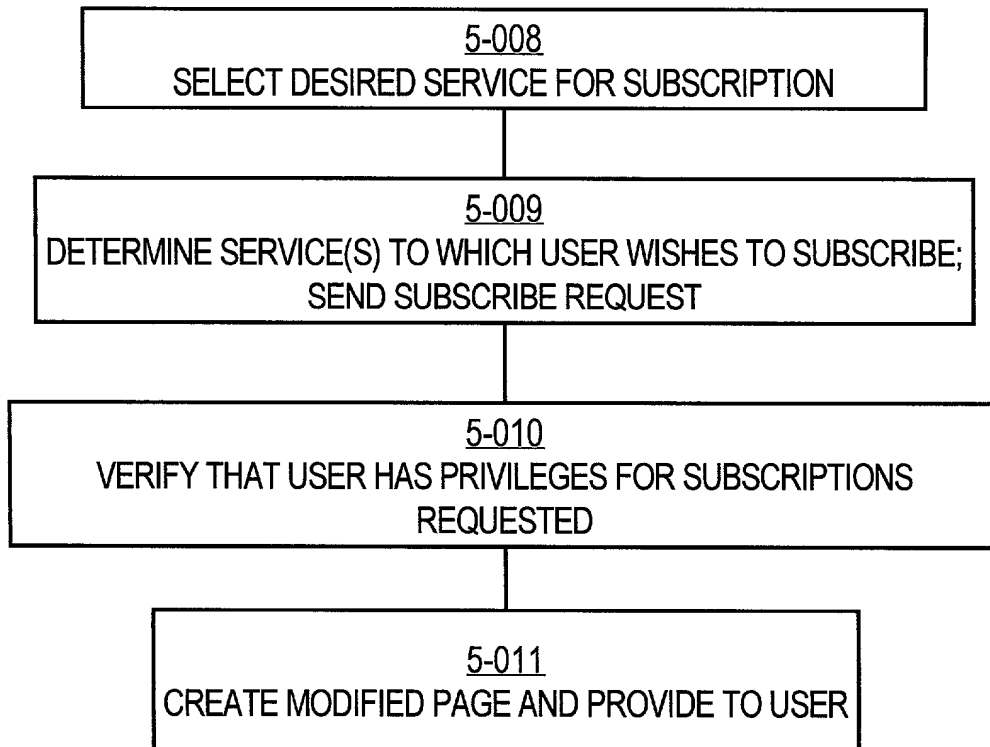 5-008
SELECT DESIRED SERVICE FOR SUBSCRIPTION
5-009
DETERMINE SERVICE(S) TO WHICH USER WISHES TO SUBSCRIBE;
SEND SUBSCRIBE REQUEST
5-010
VERIFY THAT USER HAS PRIVILEGES FOR SUBSCRIPTIONS
REQUESTED
5-011
CREATE MODIFIED PAGE AND PROVIDE TO USER